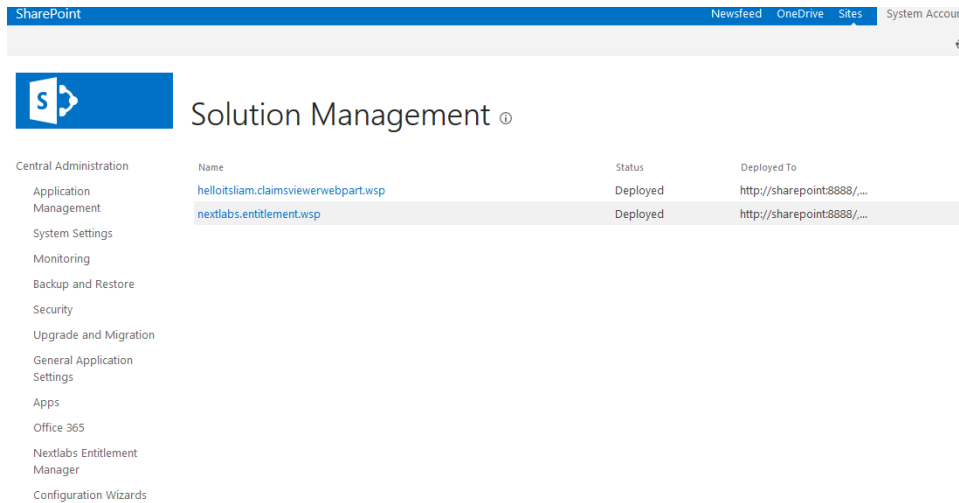 SharePoint Newsfeed OneDrive Sites System Accour
S
Solution Management
Central Administration
Application
Management
System Settings
Monitoring
Backup and Restore
Security
Upgrade and Migration
General Application
Settings
Apps
Office 365
Nextlabs Entitlement
Manager
Configuration Wizards
Name Status Deployed To
helloitsliam.claimsviewerwebpart.wsp Deployed http://sharepoint:8888/,...
nextlabs.entitlement.wsp Deployed http://sharepoint:8888/,...